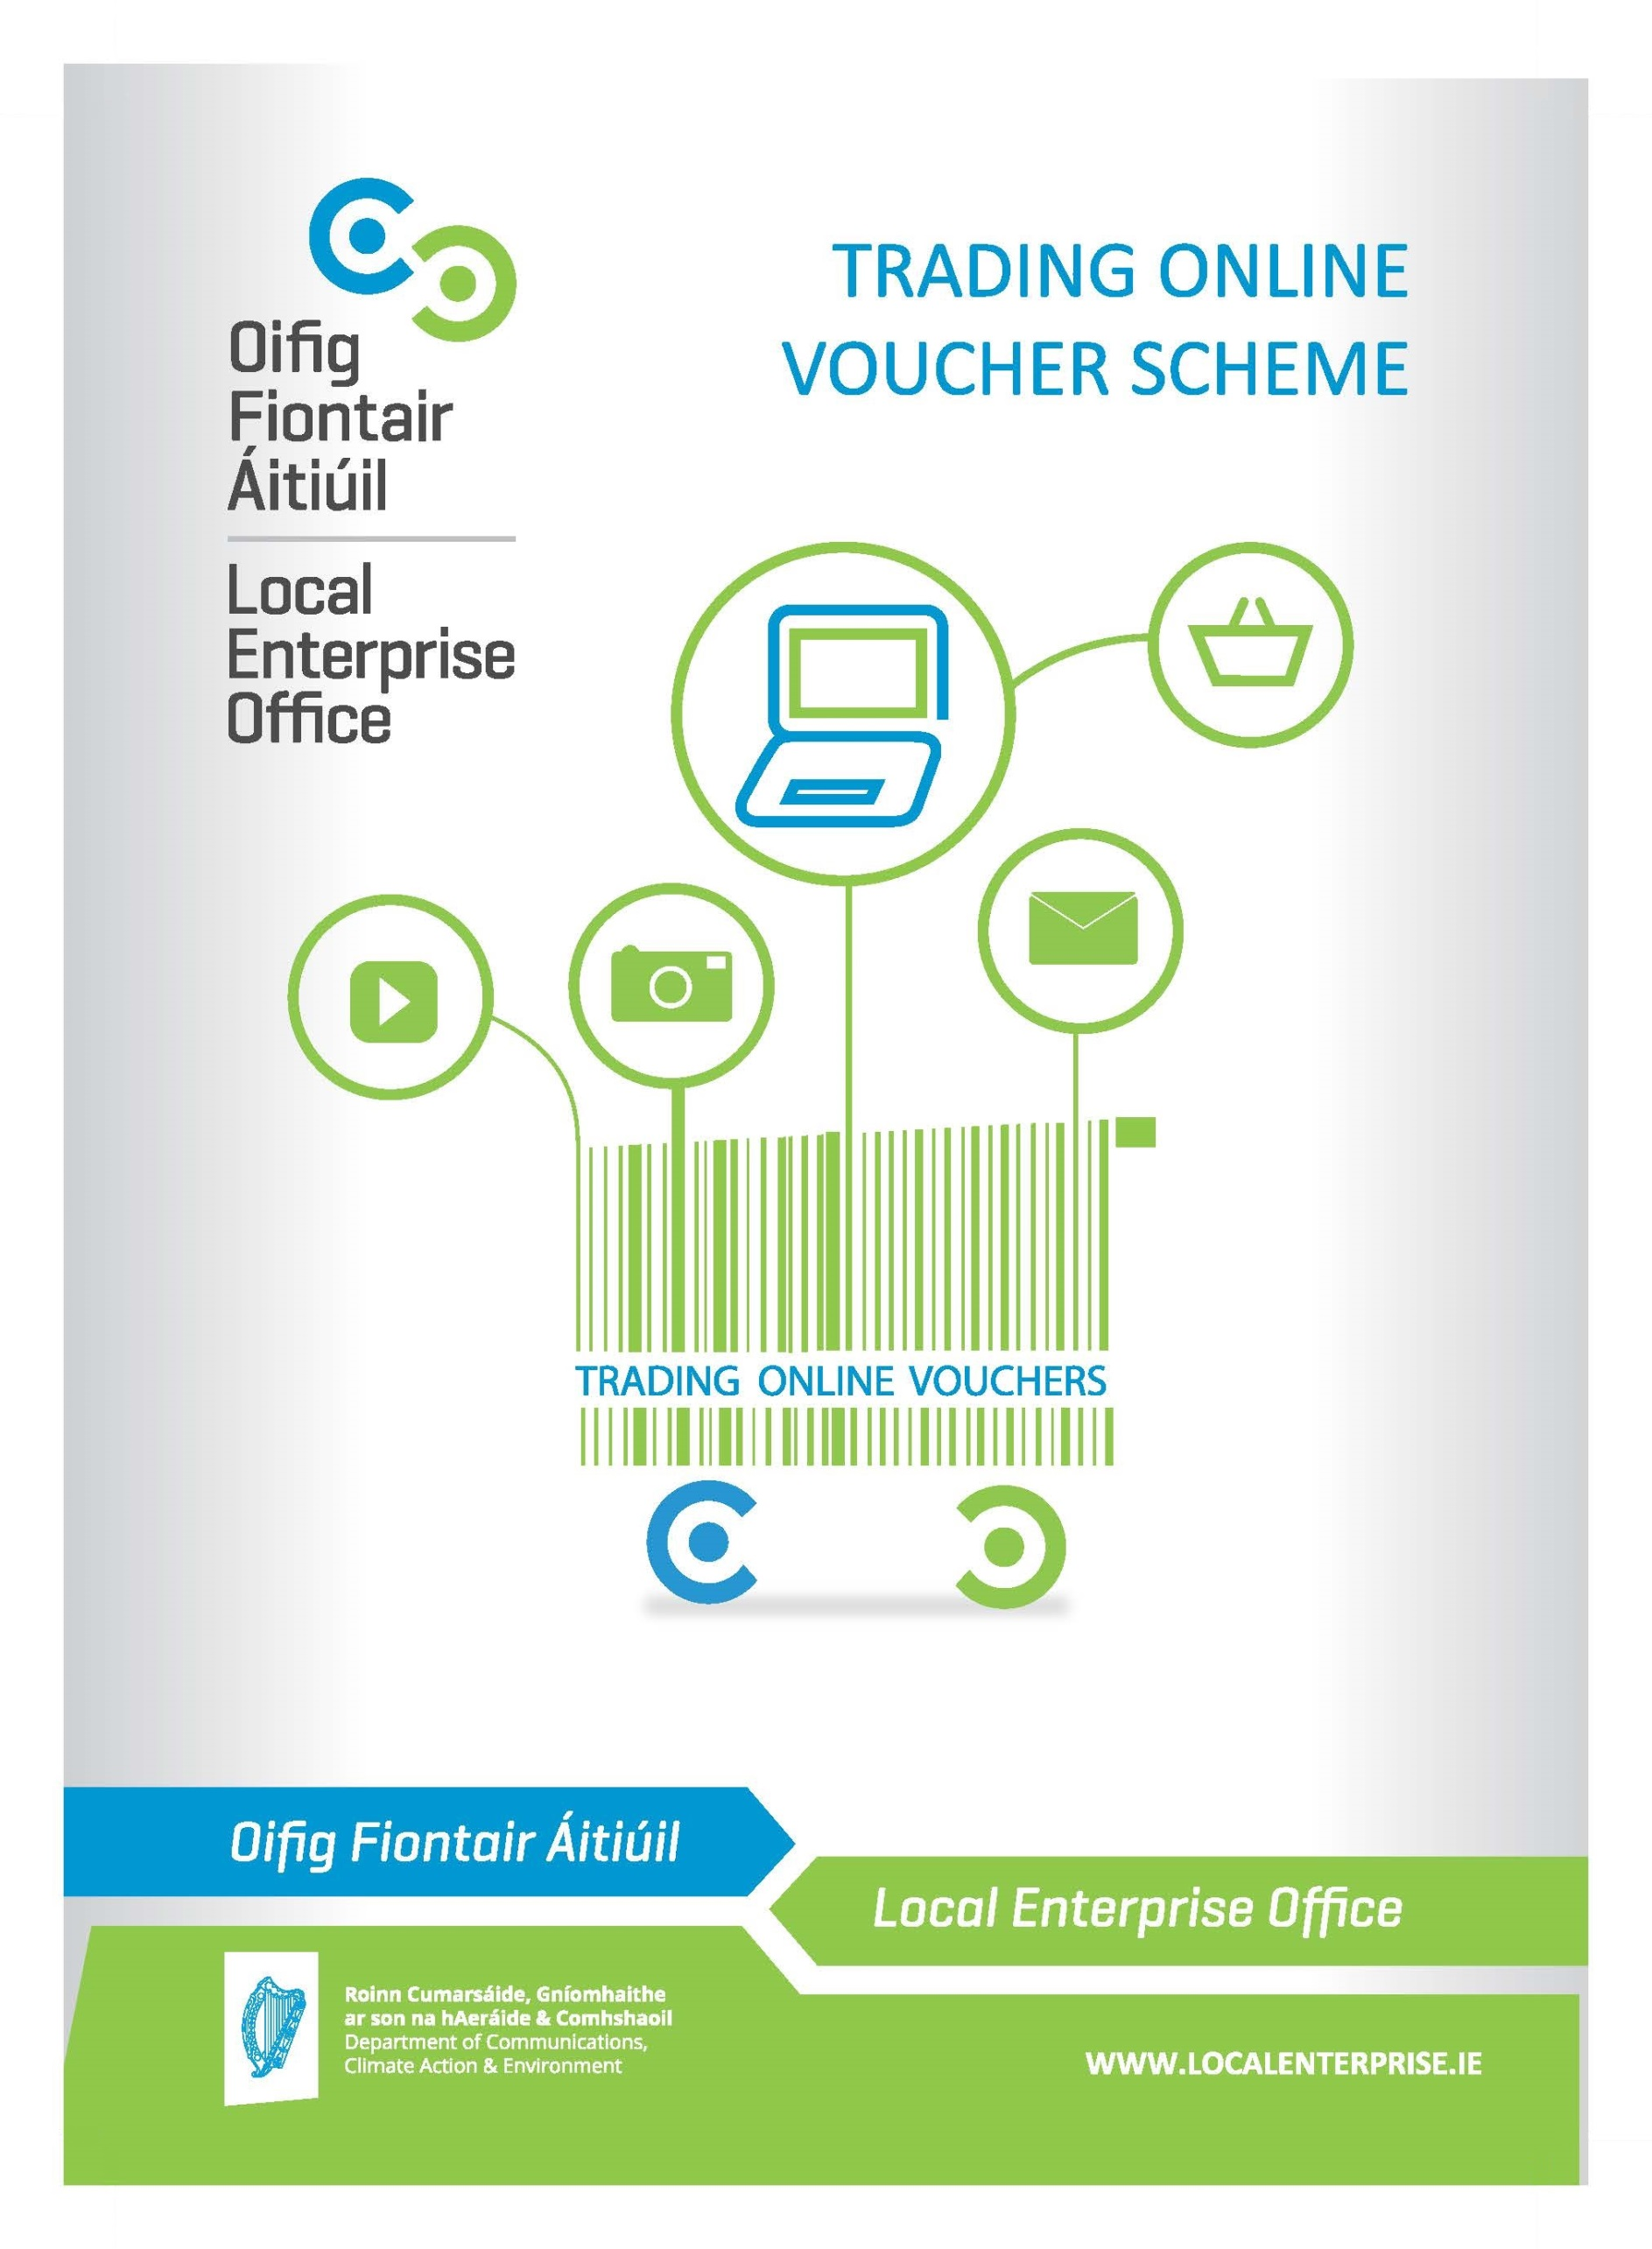 Oifig
Fiontair
Áitiúil
Local
Enterprise
Office
TRADING ONLINE
VOUCHER SCHEME
TRADING ONLINE VOUCHERS
Oifig Fiontair Áitiúil
Local Enterprise Office
Roinn Cumarsáide, Gníomhaithe
ar son na hAeráide & Comhshaoil
Department of Communications,
Climate Action & Environment
WWW.LOCALENTERPRISE.IE